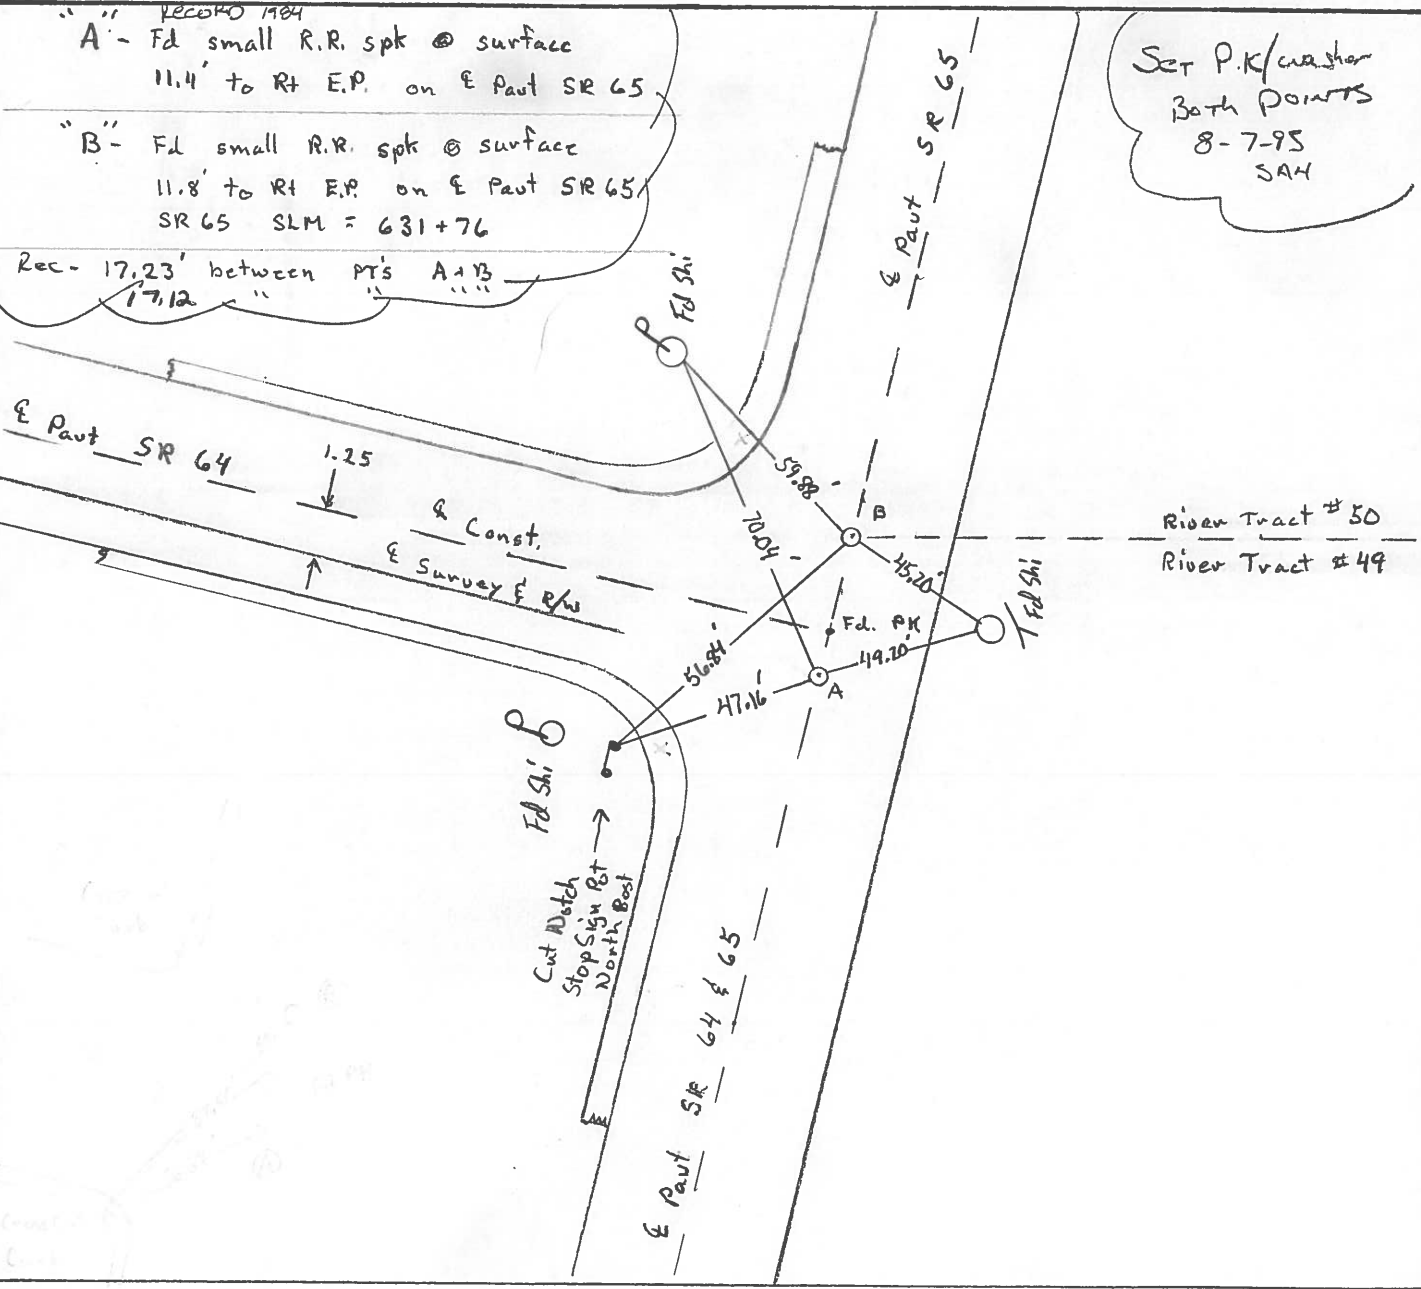 RECORD 1984
"A" - Fd small R.R. spk @ surface
11.4' to Rt E.P. on ℄ Pavt SR 65
"B" - Fd small R.R. spk @ surface
11.8' to Rt E.P. on ℄ Pavt SR 65
SR 65 SLM = 631+76
Rec - 17.23' between PT's A + B
17.12 " " " "
Set P.K/washer
Both Points
8-7-95
SAH
℄ Pavt SR 65
Fd Shi
℄ Pavt SR 64
1.25
℄ Const.
℄ Survey & R/W
59.88'
70.04'
B
River Tract # 50
River Tract # 49
45.20'
Fd Shi
Fd. PK
49.20'
A
56.84'
47.16'
Fd Shi
Cut Notch
Stop Sign Post
North Post
℄ Pavt SR 64 & 65